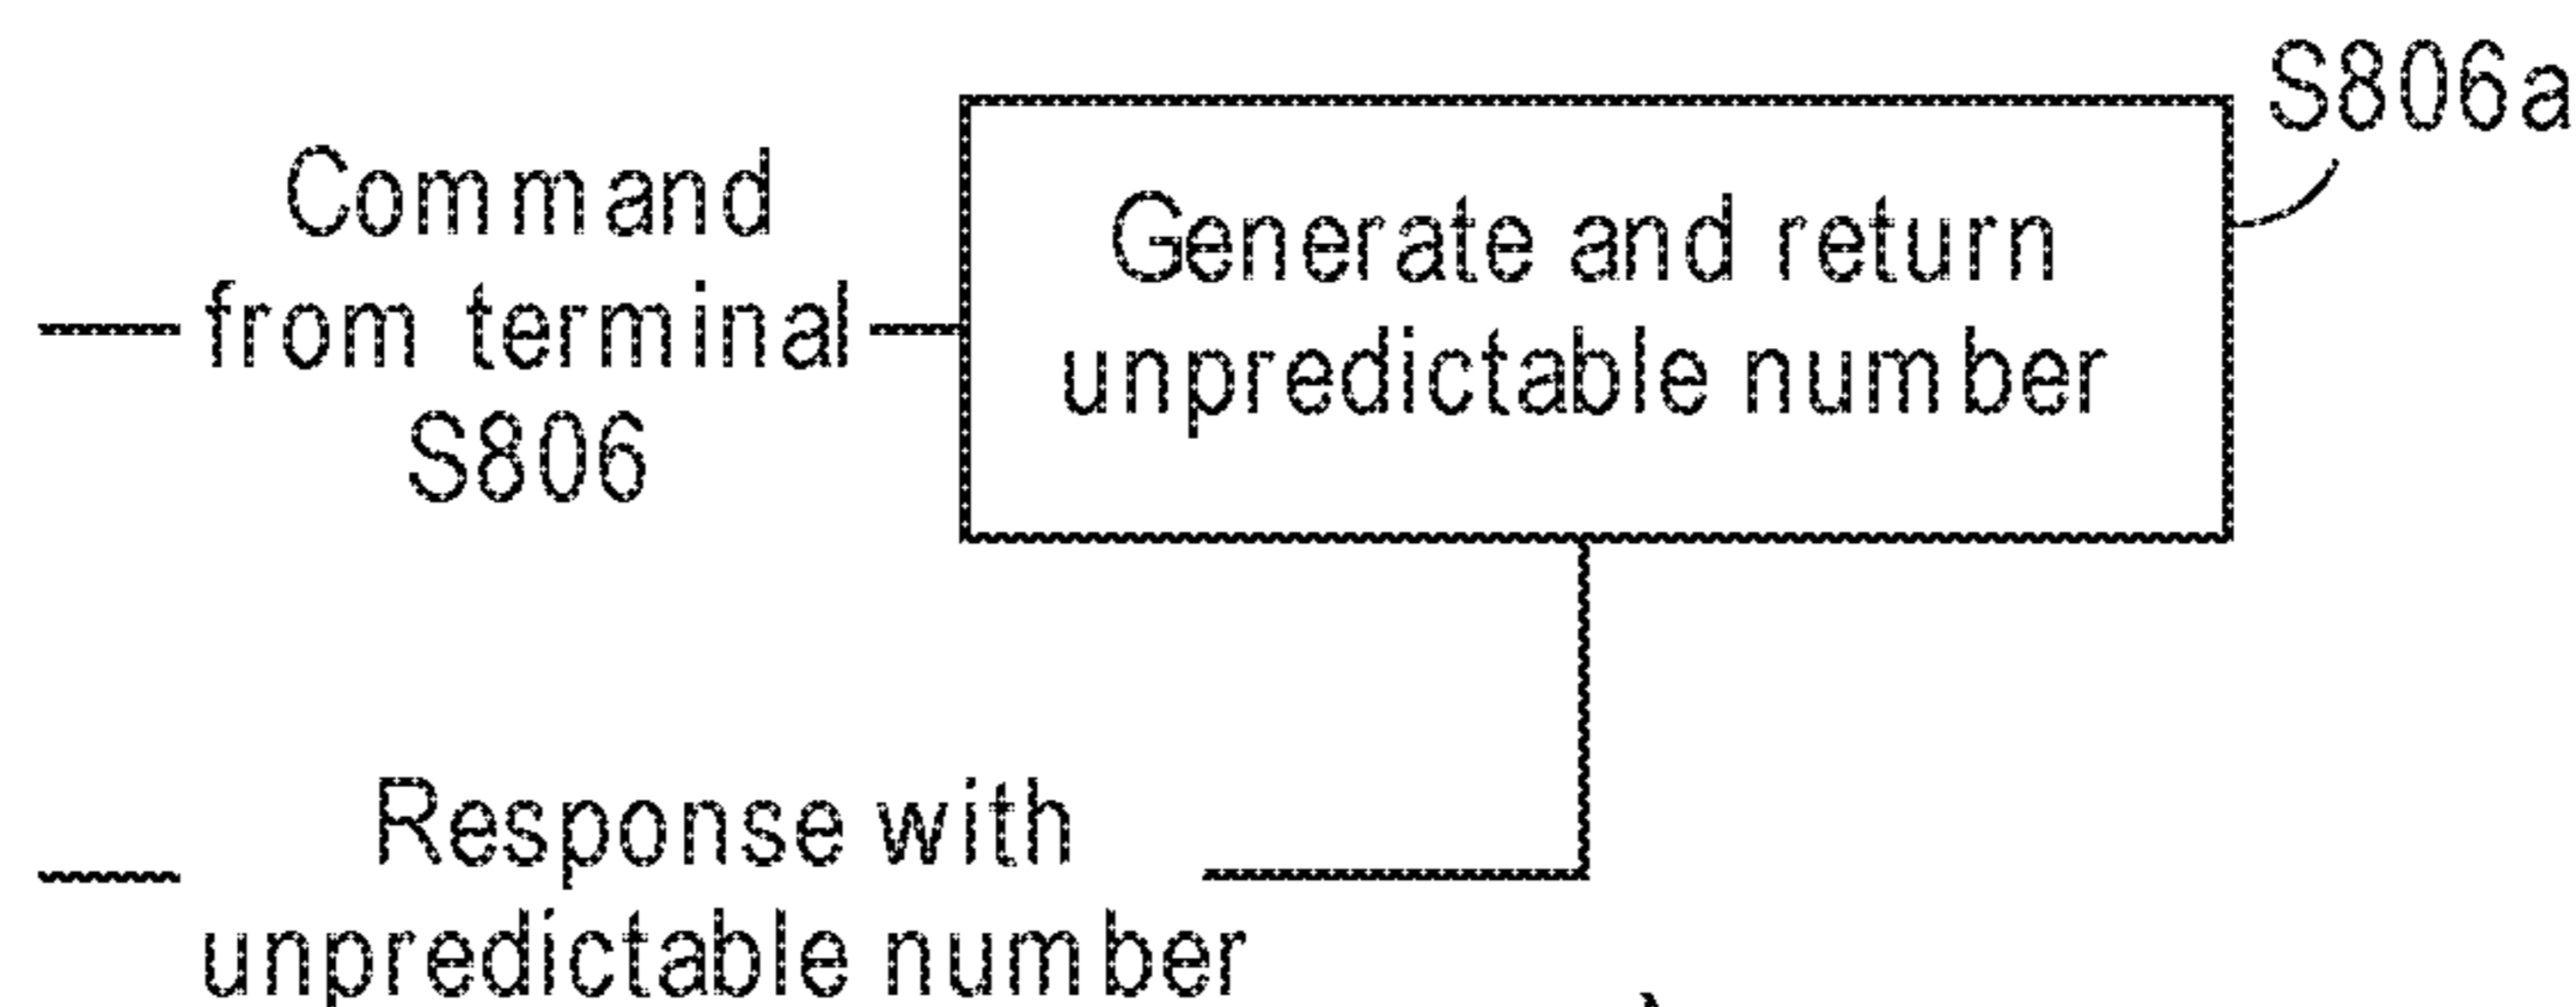 S806a
Command
from terminal
S806
Generate and return
unpredictable number
Response with
unpredictable number